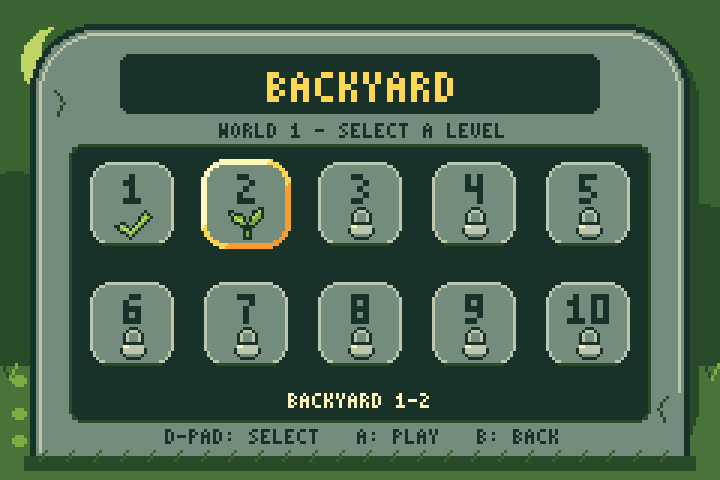 BACKYARD
WORLD 1 - SELECT A LEVEL
1 2 3 4 5
6 7 8 9 10
BACKYARD 1-2
D-PAD: SELECT A: PLAY B: BACK